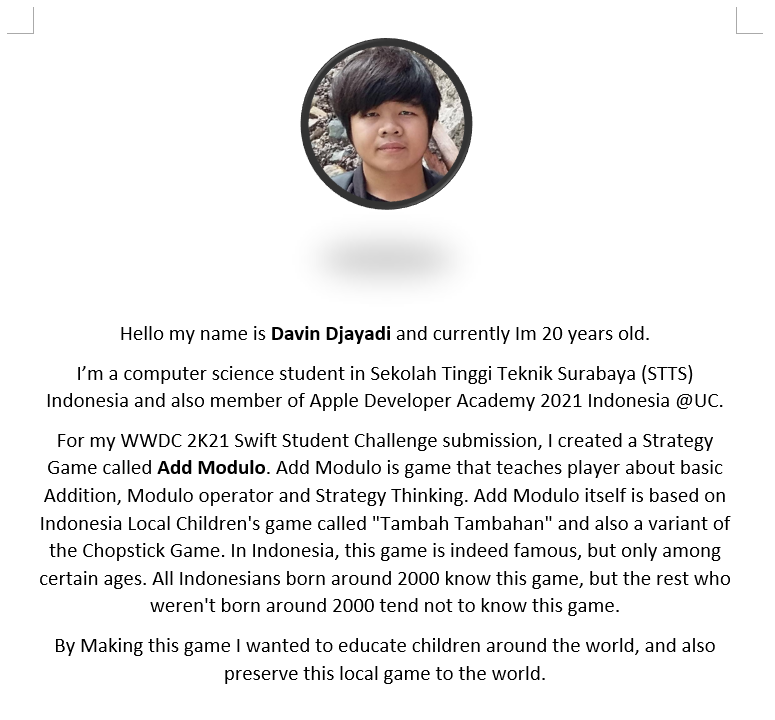 Hello my name is Davin Djayadi and currently Im 20 years old.
I’m a computer science student in Sekolah Tinggi Teknik Surabaya (STTS)
Indonesia and also member of Apple Developer Academy 2021 Indonesia @UC.
For my WWDC 2K21 Swift Student Challenge submission, I created a Strategy
Game called Add Modulo. Add Modulo is game that teaches player about basic
Addition, Modulo operator and Strategy Thinking. Add Modulo itself is based on
Indonesia Local Children's game called "Tambah Tambahan" and also a variant of
the Chopstick Game. In Indonesia, this game is indeed famous, but only among
certain ages. All Indonesians born around 2000 know this game, but the rest who
weren't born around 2000 tend not to know this game.
By Making this game I wanted to educate children around the world, and also
preserve this local game to the world.